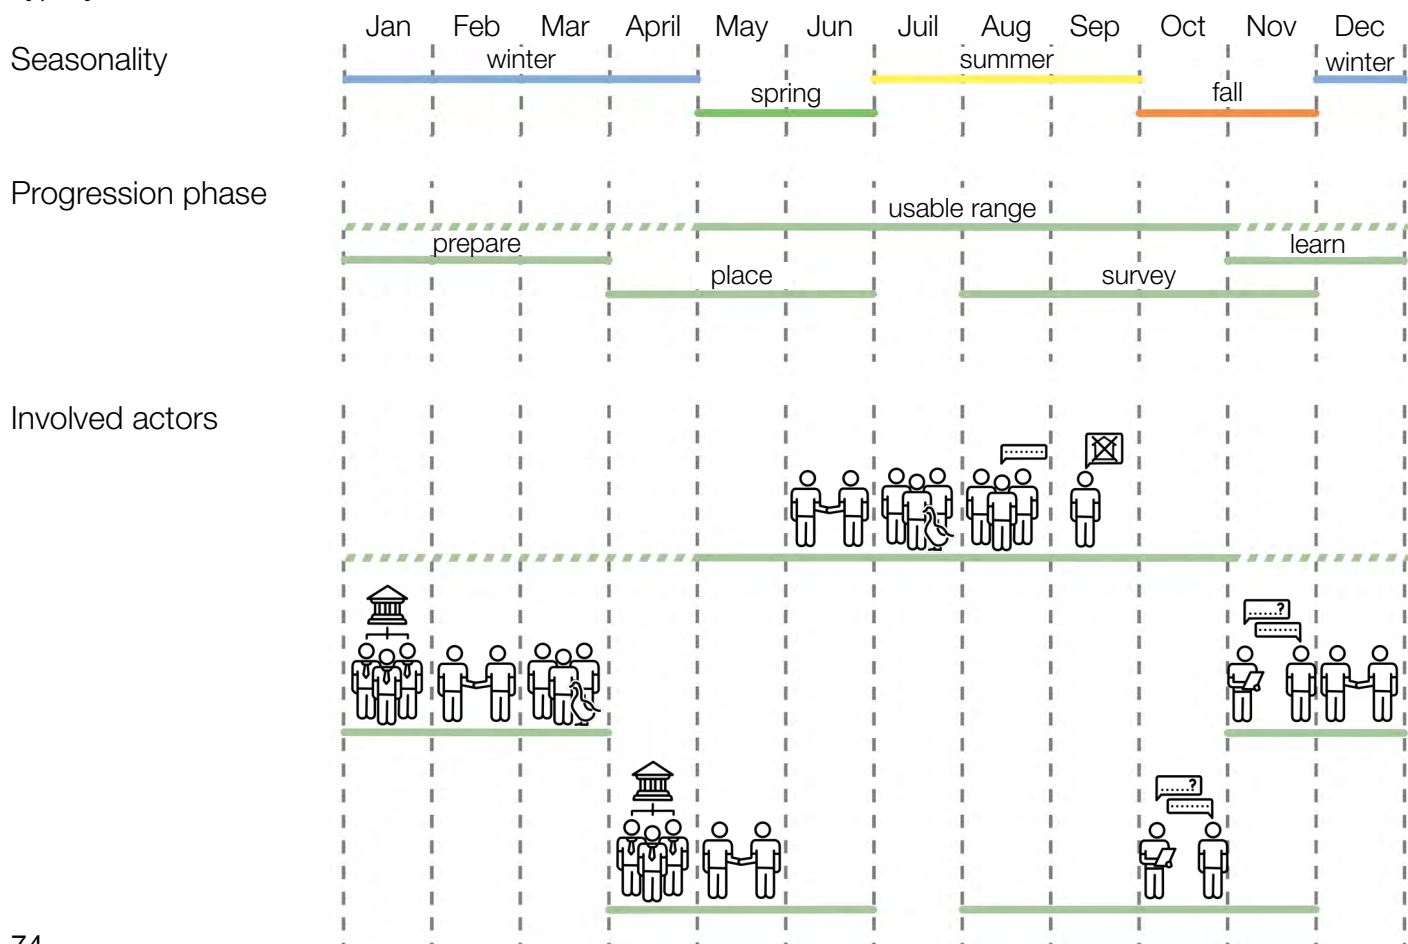 Jan Feb Mar April May Jun Juil Aug Sep Oct Nov Dec
Seasonality
winter summer winter
spring fall
Progression phase
usable range
prepare learn
place survey
Involved actors
?
?